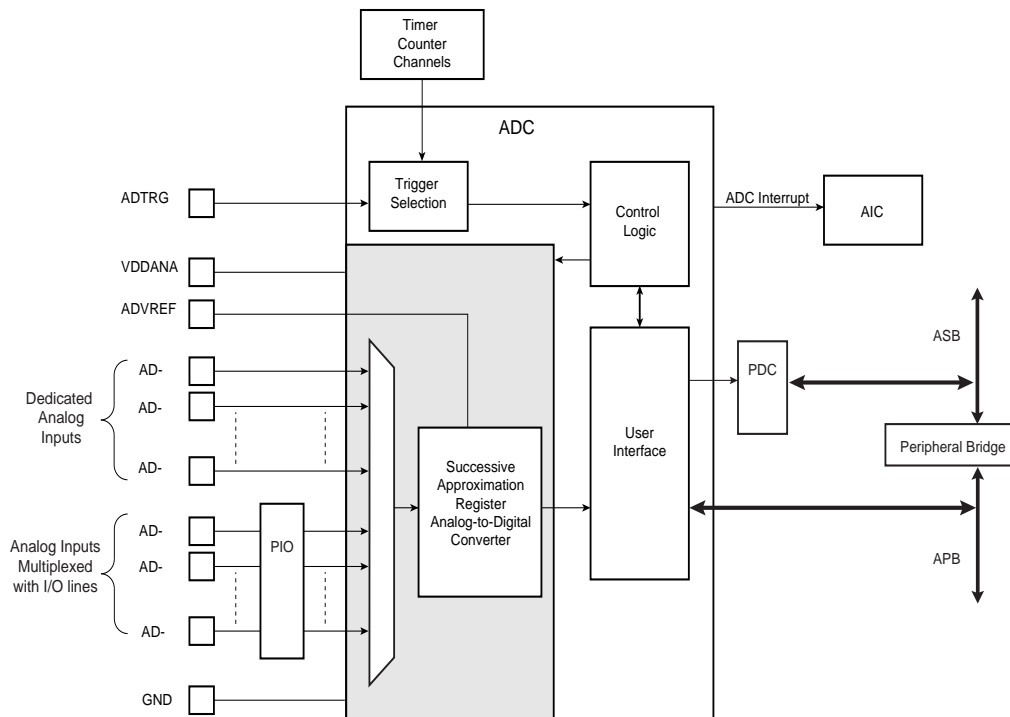 Timer
Counter
Channels
ADC
Trigger
Selection
Control
Logic
ADC Interrupt
AIC
ADTRG
VDDANA
ADVREF
Dedicated
Analog
Inputs
AD-
AD-
AD-
Analog Inputs
Multiplexed
with I/O lines
AD-
AD-
AD-
PIO
GND
Successive
Approximation
Register
Analog-to-Digital
Converter
User
Interface
PDC
ASB
Peripheral Bridge
APB